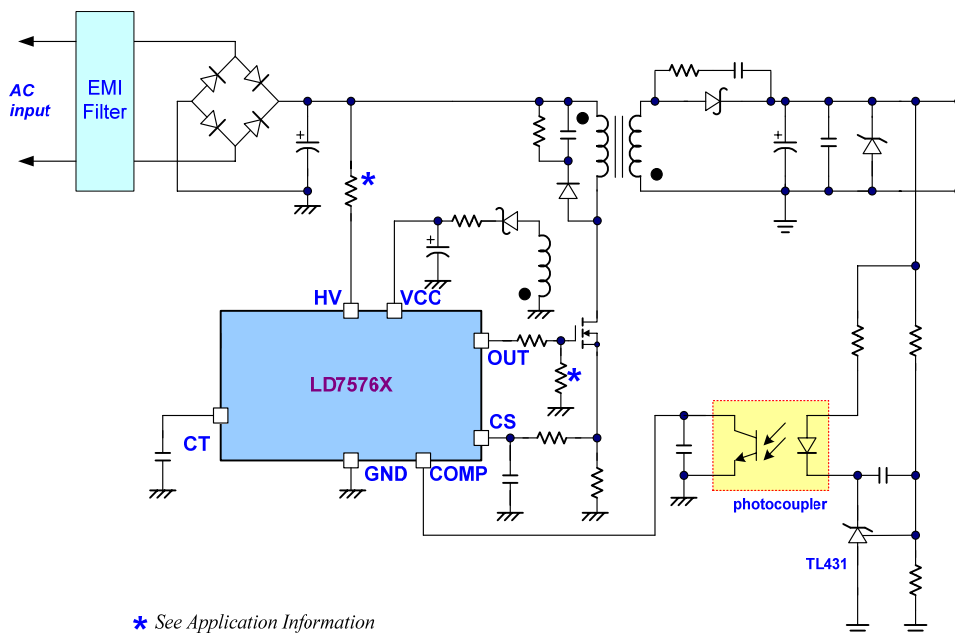 AC
input
EMI
Filter
+
+
+
*
HV
VCC
OUT
LD7576X
*
CS
CT
GND
COMP
photocoupler
TL431
* See Application Information